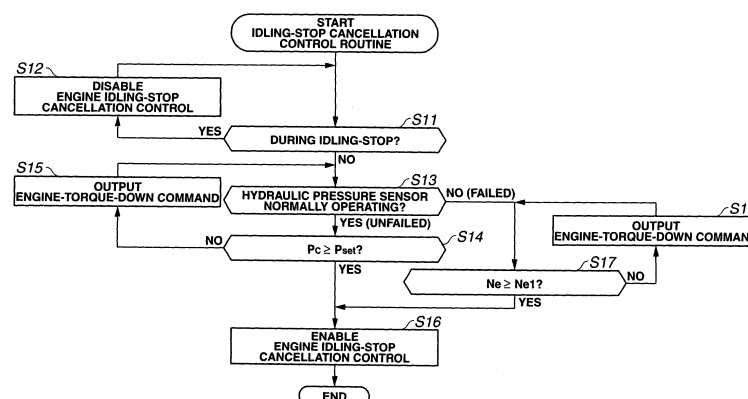 START
IDLING-STOP CANCELLATION
CONTROL ROUTINE
S12
DISABLE
ENGINE IDLING-STOP
CANCELLATION CONTROL
S11
YES
DURING IDLING-STOP?
NO
S15
OUTPUT
ENGINE-TORQUE-DOWN COMMAND
S13
HYDRAULIC PRESSURE SENSOR
NORMALLY OPERATING?
NO (FAILED)
YES (UNFAILED)
OUTPUT
ENGINE-TORQUE-DOWN COMMAND
S14
NO
Pc ≥ Pset?
YES
S17
Ne ≥ Ne1?
NO
YES
S16
ENABLE
ENGINE IDLING-STOP
CANCELLATION CONTROL
END